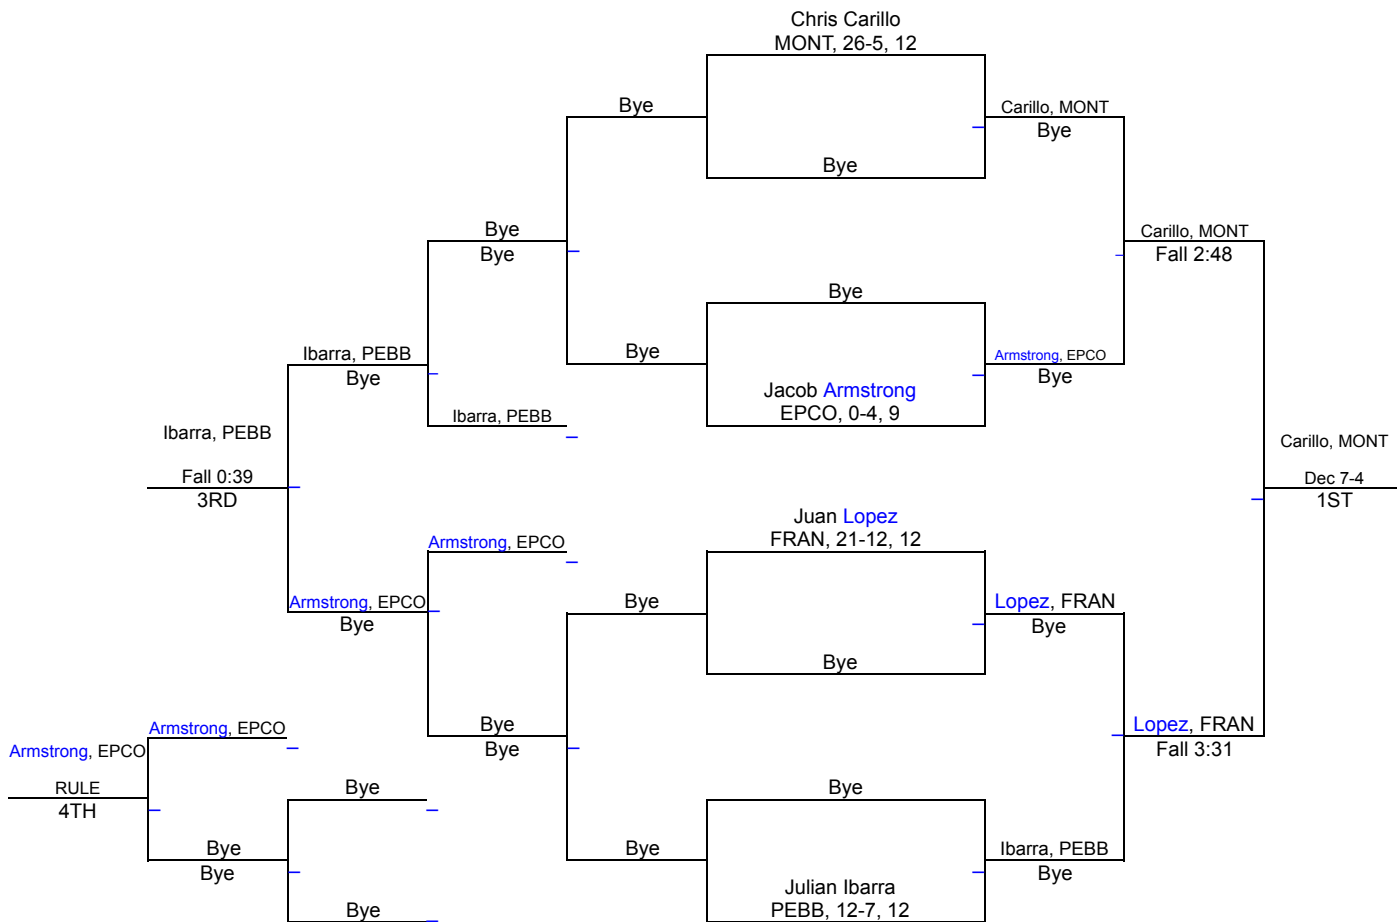 Chris Carillo
MONT, 26-5, 12
Bye
Carillo, MONT
Bye
Bye
Bye
Bye
Carillo, MONT
Fall 2:48
Bye
Ibarra, PEBB
Bye
Bye
Armstrong, EPCO
Bye
Jacob Armstrong
EPCO, 0-4, 9
Ibarra, PEBB
Ibarra, PEBB
Fall 0:39
3RD
Carillo, MONT
Dec 7-4
1ST
Juan Lopez
FRAN, 21-12, 12
Armstrong, EPCO
Armstrong, EPCO
Bye
Bye
Lopez, FRAN
Bye
Bye
Bye
Bye
Lopez, FRAN
Fall 3:31
Armstrong, EPCO
Armstrong, EPCO
RULE
4TH
Bye
Bye
Bye
Bye
Bye
Ibarra, PEBB
Bye
Julian Ibarra
PEBB, 12-7, 12
Bye